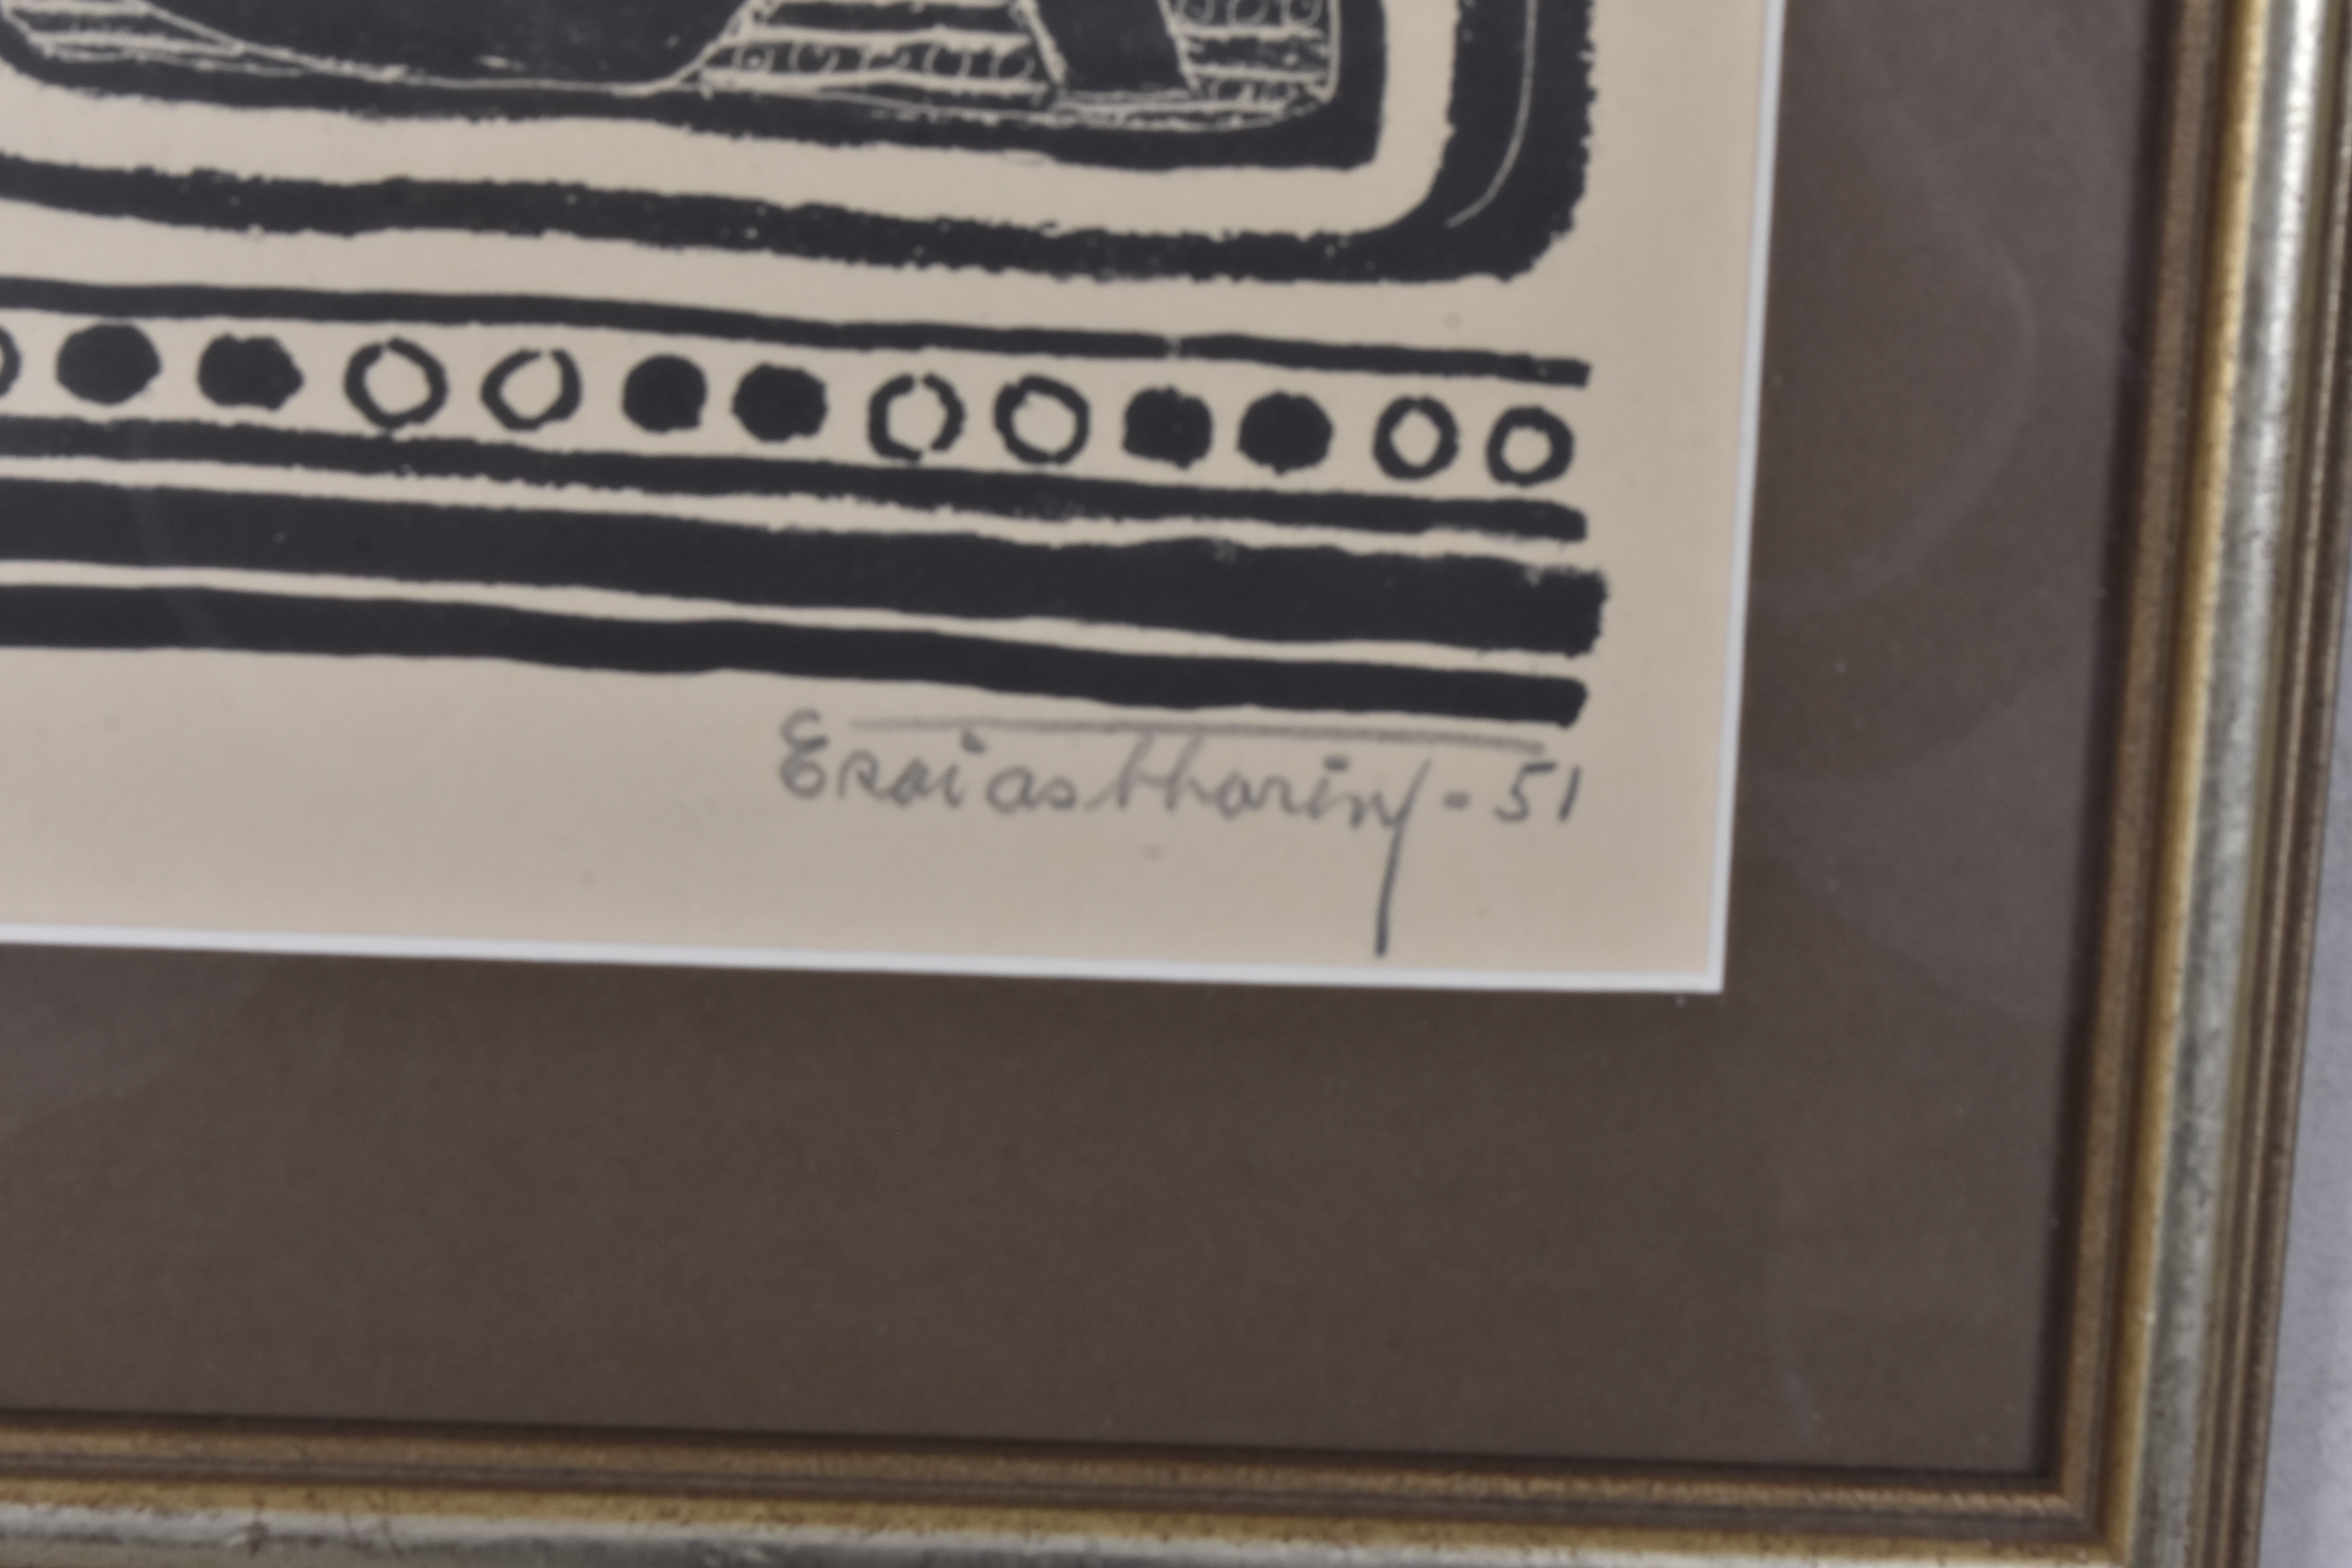 Esaias Thorén - 51